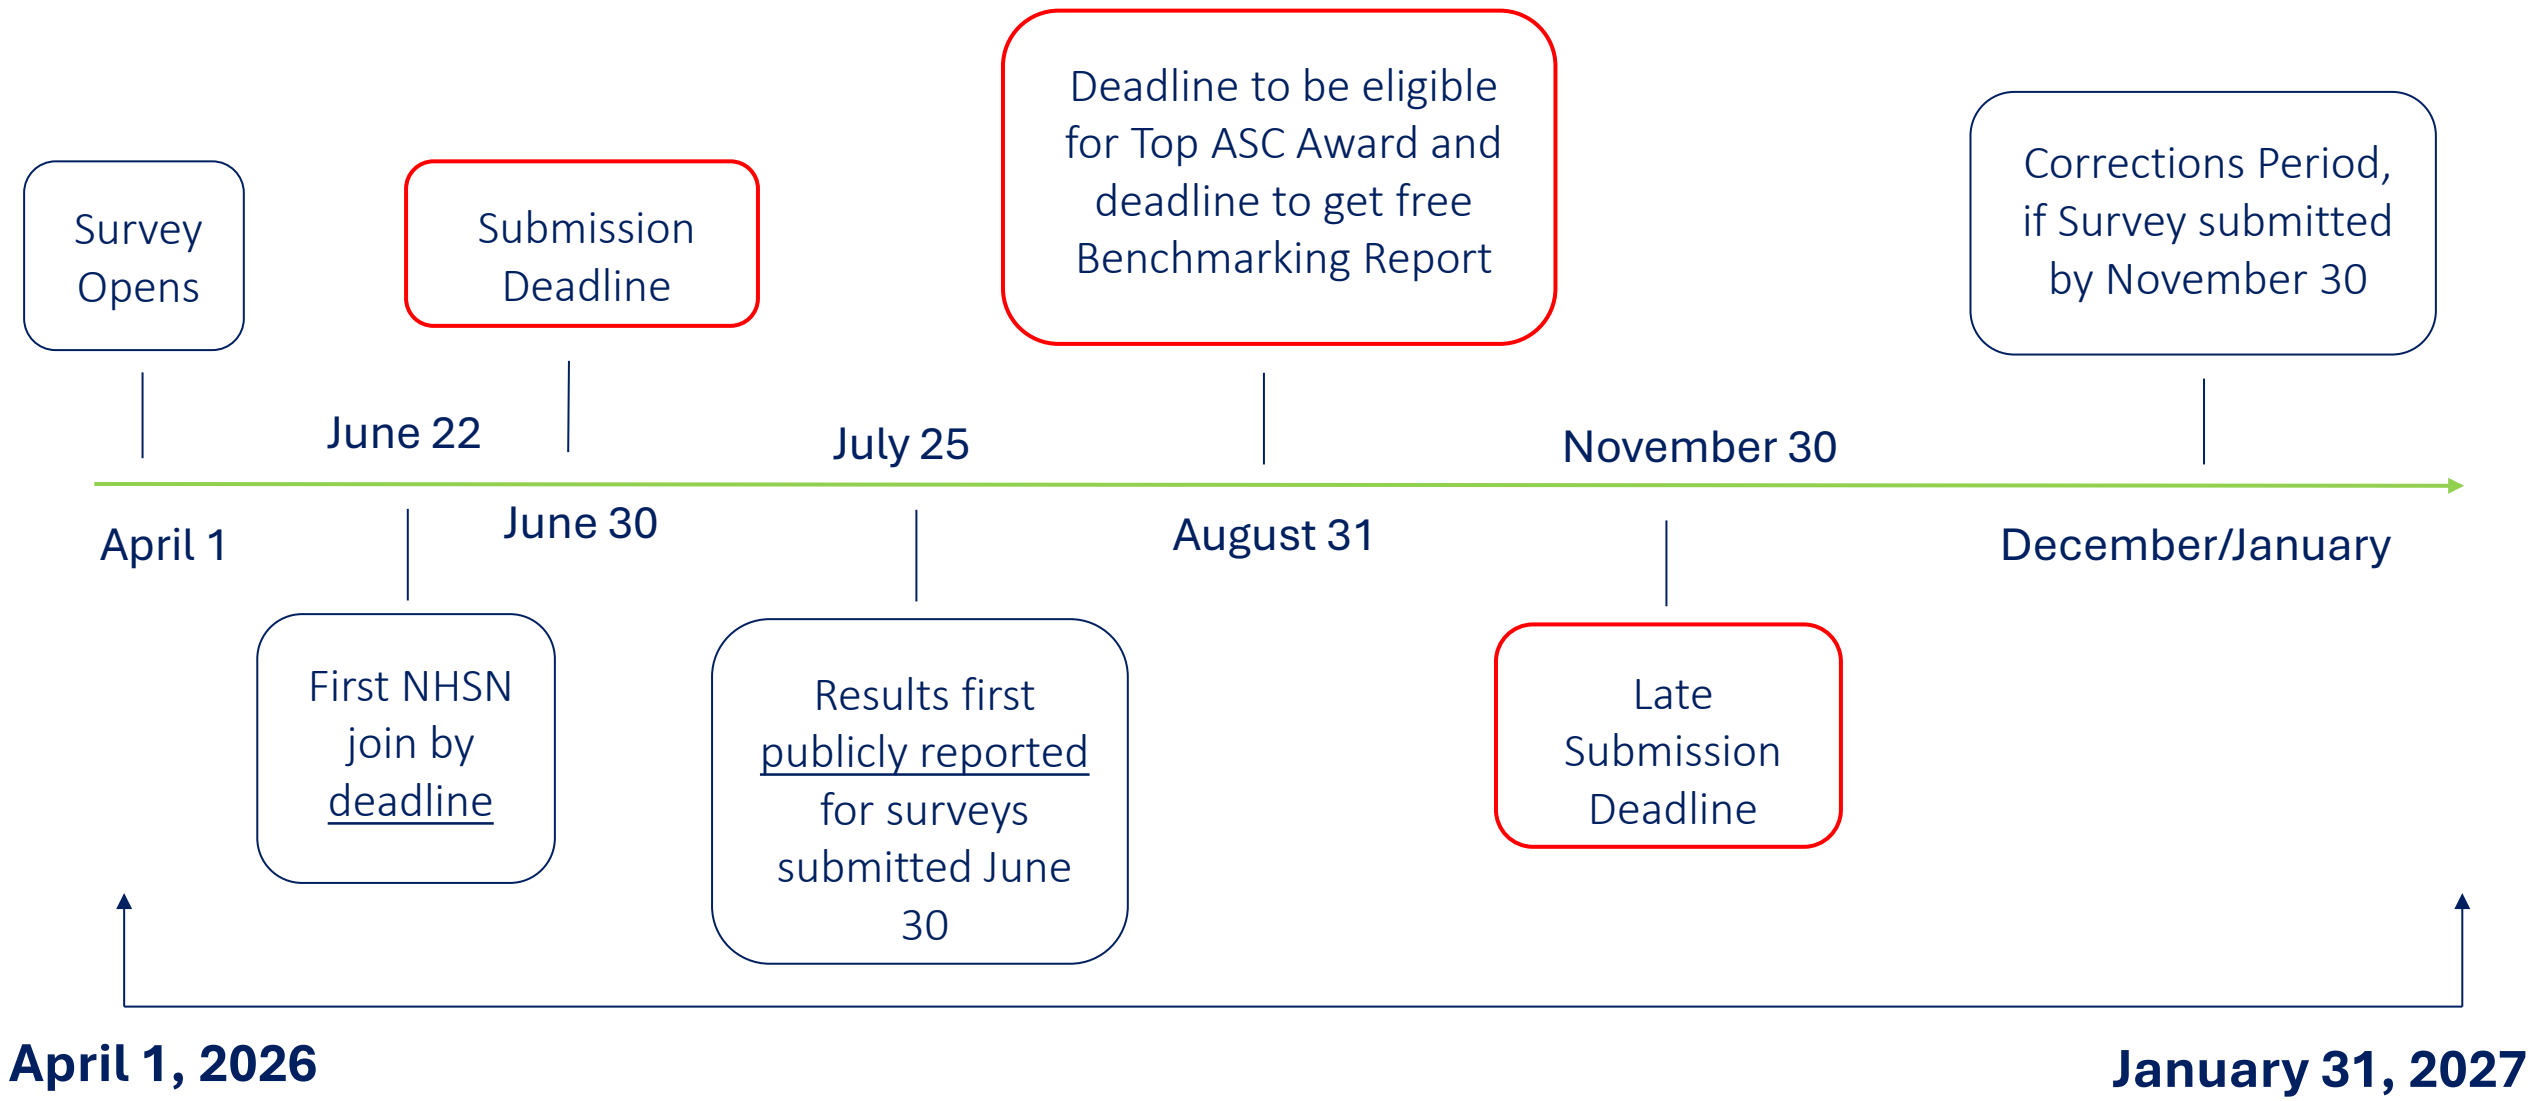 Survey
Opens
Submission
Deadline
Deadline to be eligible
for Top ASC Award and
deadline to get free
Benchmarking Report
Corrections Period,
if Survey submitted
by November 30
June 22
July 25
November 30
April 1
June 30
August 31
December/January
First NHSN
join by
deadline
Results first
publicly reported
for surveys
submitted June
30
Late
Submission
Deadline
April 1, 2026
January 31, 2027